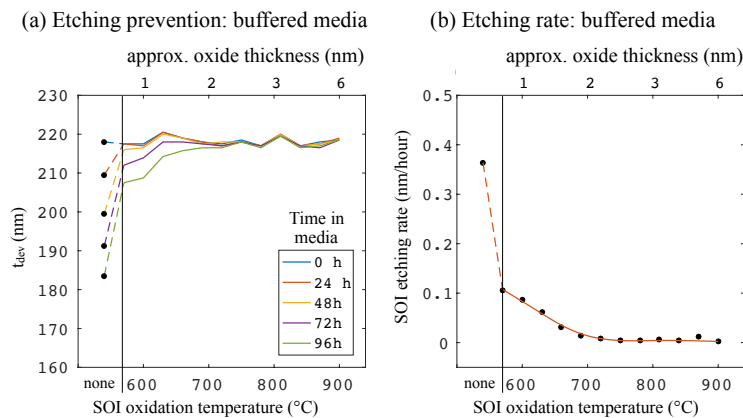 (a) Etching prevention: buffered media
approx. oxide thickness (nm)
1 2 3 6
230
220
210
200
190
180
170
160
t_dev (nm)
Time in
media
0 h
24 h
48h
72h
96h
none 600 700 800 900
SOI oxidation temperature (°C)
(b) Etching rate: buffered media
approx. oxide thickness (nm)
1 2 3 6
0.5
0.4
0.3
0.2
0.1
0
SOI etching rate (nm/hour)
none 600 700 800 900
SOI oxidation temperature (°C)